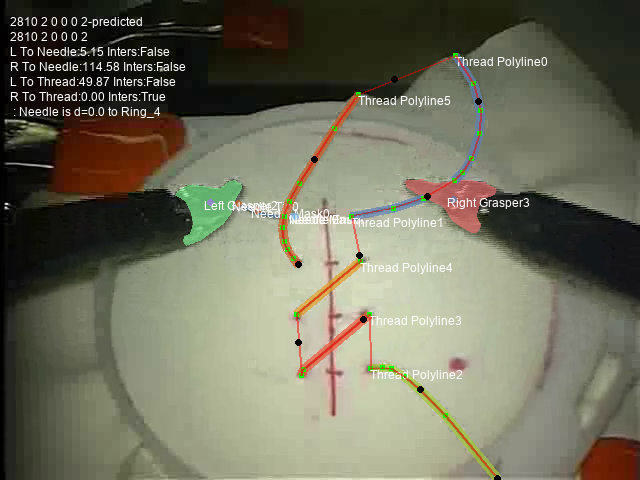 2810 2 0 0 0 2-predicted
2810 2 0 0 0 2
L To Needle:5.15 Inters:False
R To Needle:114.58 Inters:False
L To Thread:49.87 Inters:False
R To Thread:0.00 Inters:True
: Needle is d=0.0 to Ring_4
Thread Polyline0
Thread Polyline5
Left Grasper2
Right Grasper3
Thread Polyline1
Thread Polyline4
Thread Polyline3
Thread Polyline2